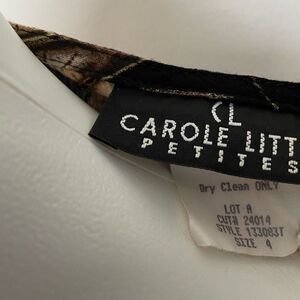 CL
CAROLE LITT
PETITES
Dry Clean ONLY
LOT A
CUT# 24014
STYLE 133083T
SIZE 4